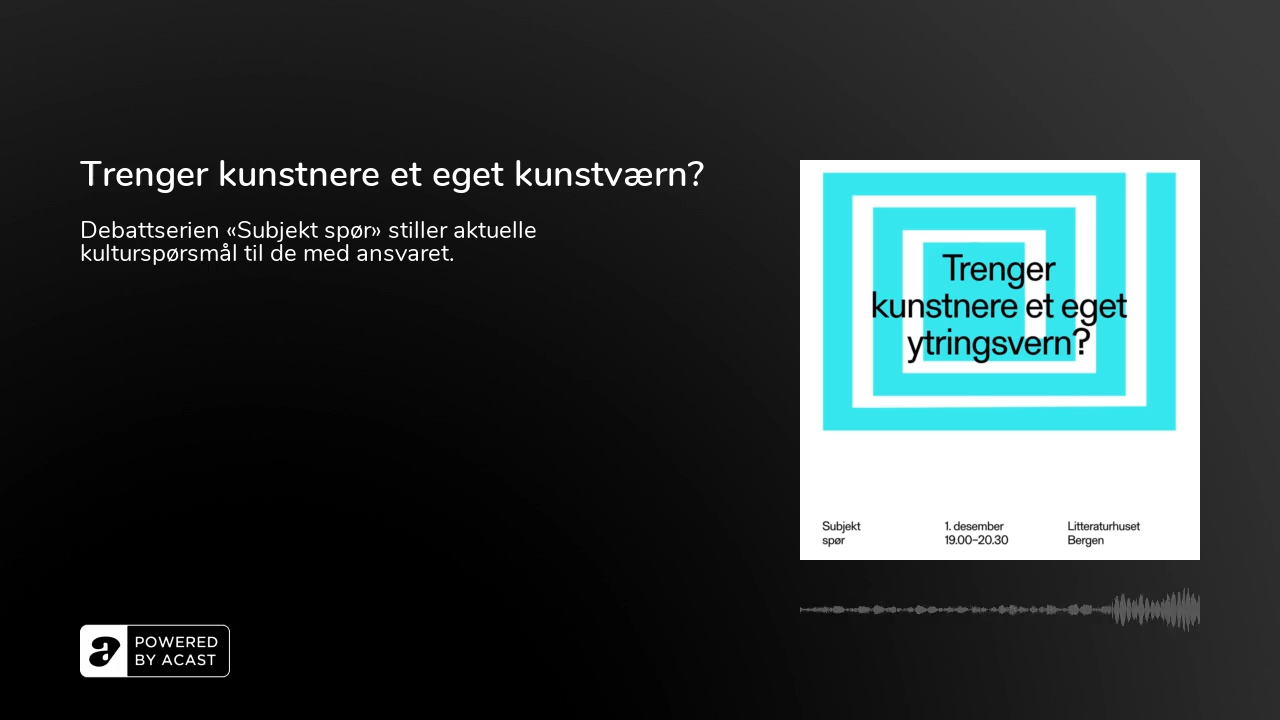 Trenger kunstnere et eget kunstværn?
Debattserien «Subjekt spør» stiller aktuelle
kulturspørsmål til de med ansvaret.
Trenger
kunstnere et eget
ytringsvern?
Subjekt
spør
1. desember
19.00–20.30
Litteraturhuset
Bergen
POWERED
BY ACAST